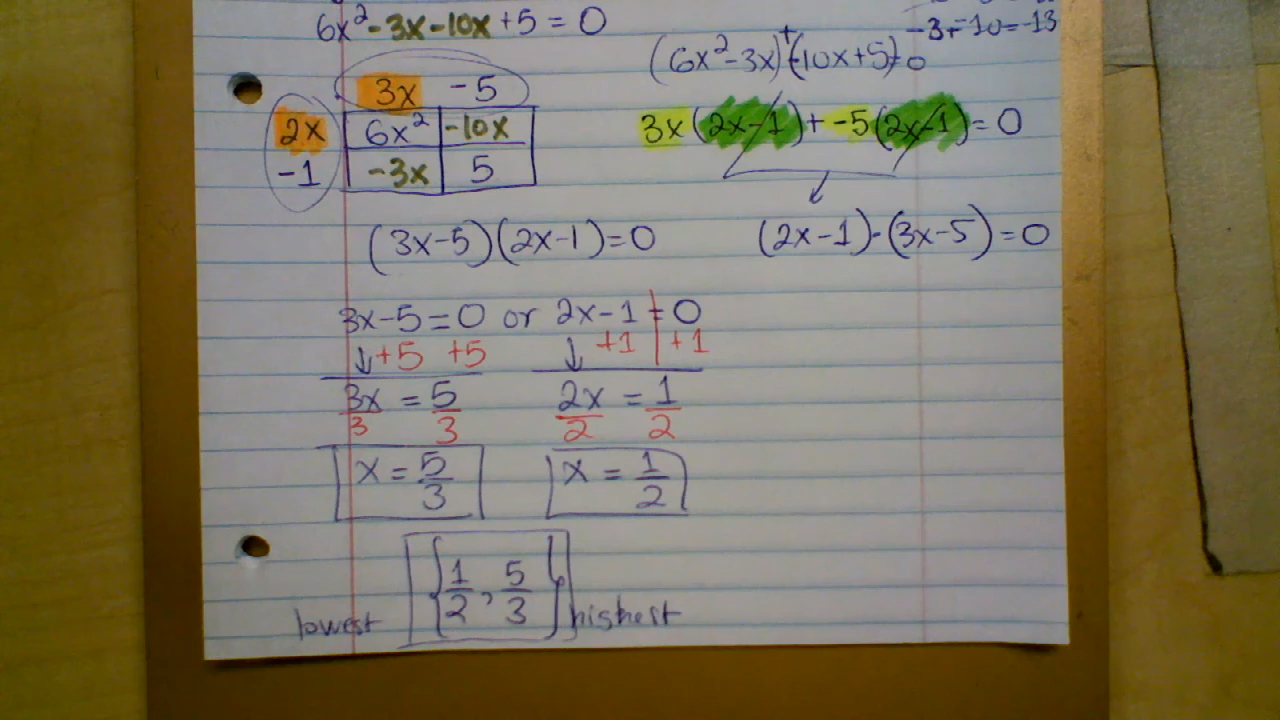 6x² - 3x - 10x + 5 = 0
-3 + -10 = -13
(6x² - 3x) + (-10x + 5) = 0
3x -5
2x 6x² -10x
-1 -3x 5
3x (2x-1) + -5 (2x-1) = 0
(3x-5)(2x-1) = 0
(2x-1)·(3x-5) = 0
3x-5 = 0 or 2x-1 = 0
+5 +5 +1 +1
3x/3 = 5/3 2x/2 = 1/2
x = 5/3 x = 1/2
lowest {1/2, 5/3} highest